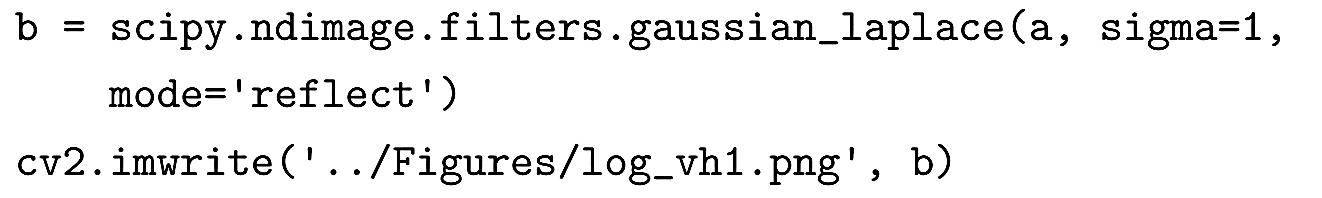 b = scipy.ndimage.filters.gaussian_laplace(a, sigma=1,
    mode='reflect')
cv2.imwrite('../Figures/log_vh1.png', b)